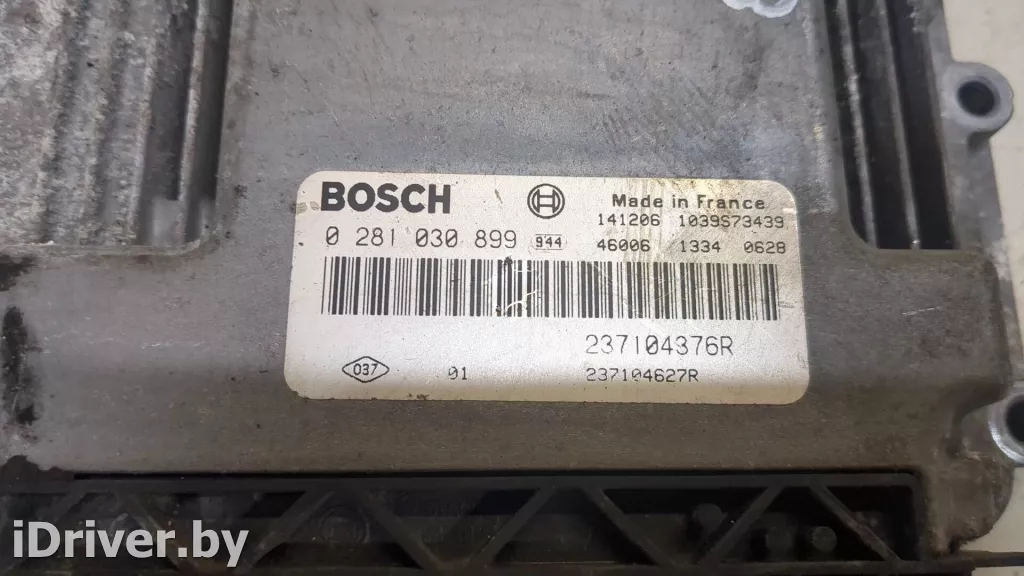 BOSCH
Made in France
141206 1039S73439
0 281 030 899 944 46006 1334 0628
237104376R
037 01 237104627R
iDriver.by